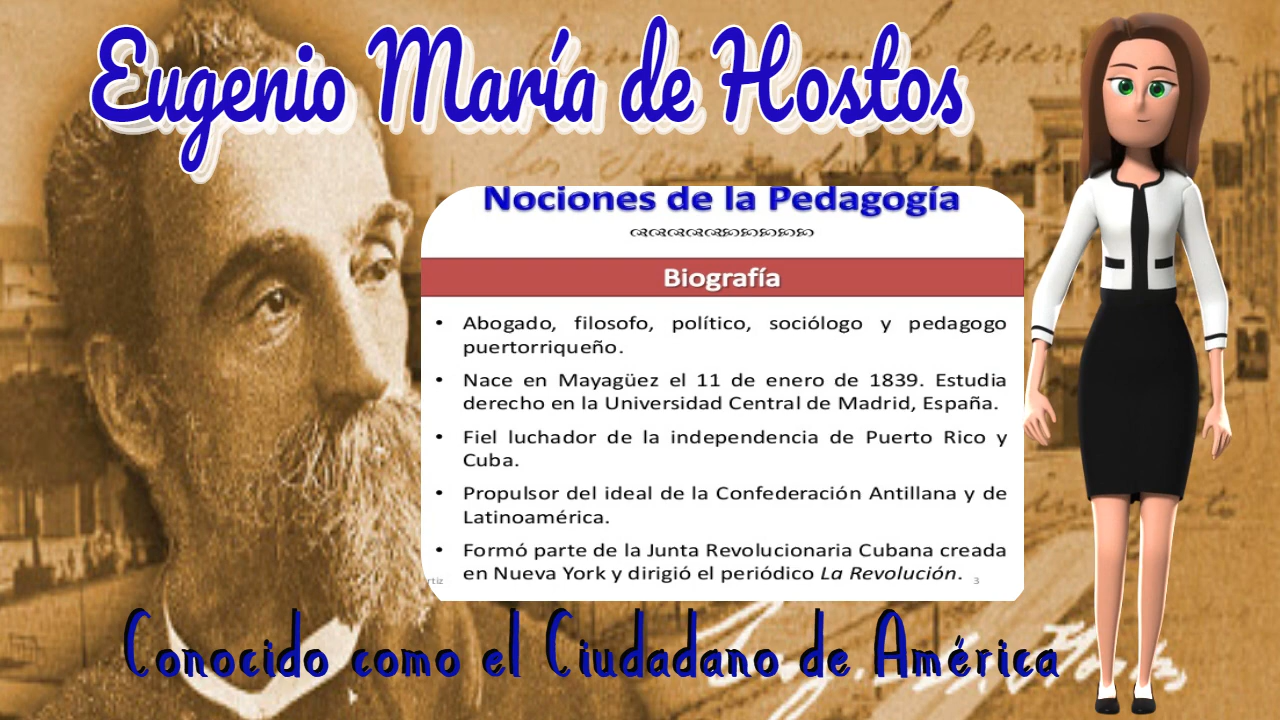 Eugenio María de Hostos
Nociones de la Pedagogía
Biografía
• Abogado, filosofo, político, sociólogo y pedagogo
puertorriqueño.
• Nace en Mayagüez el 11 de enero de 1839. Estudia
derecho en la Universidad Central de Madrid, España.
• Fiel luchador de la independencia de Puerto Rico y
Cuba.
• Propulsor del ideal de la Confederación Antillana y de
Latinoamérica.
• Formó parte de la Junta Revolucionaria Cubana creada
en Nueva York y dirigió el periódico La Revolución.
rtiz 3
Conocido como el Ciudadano de América